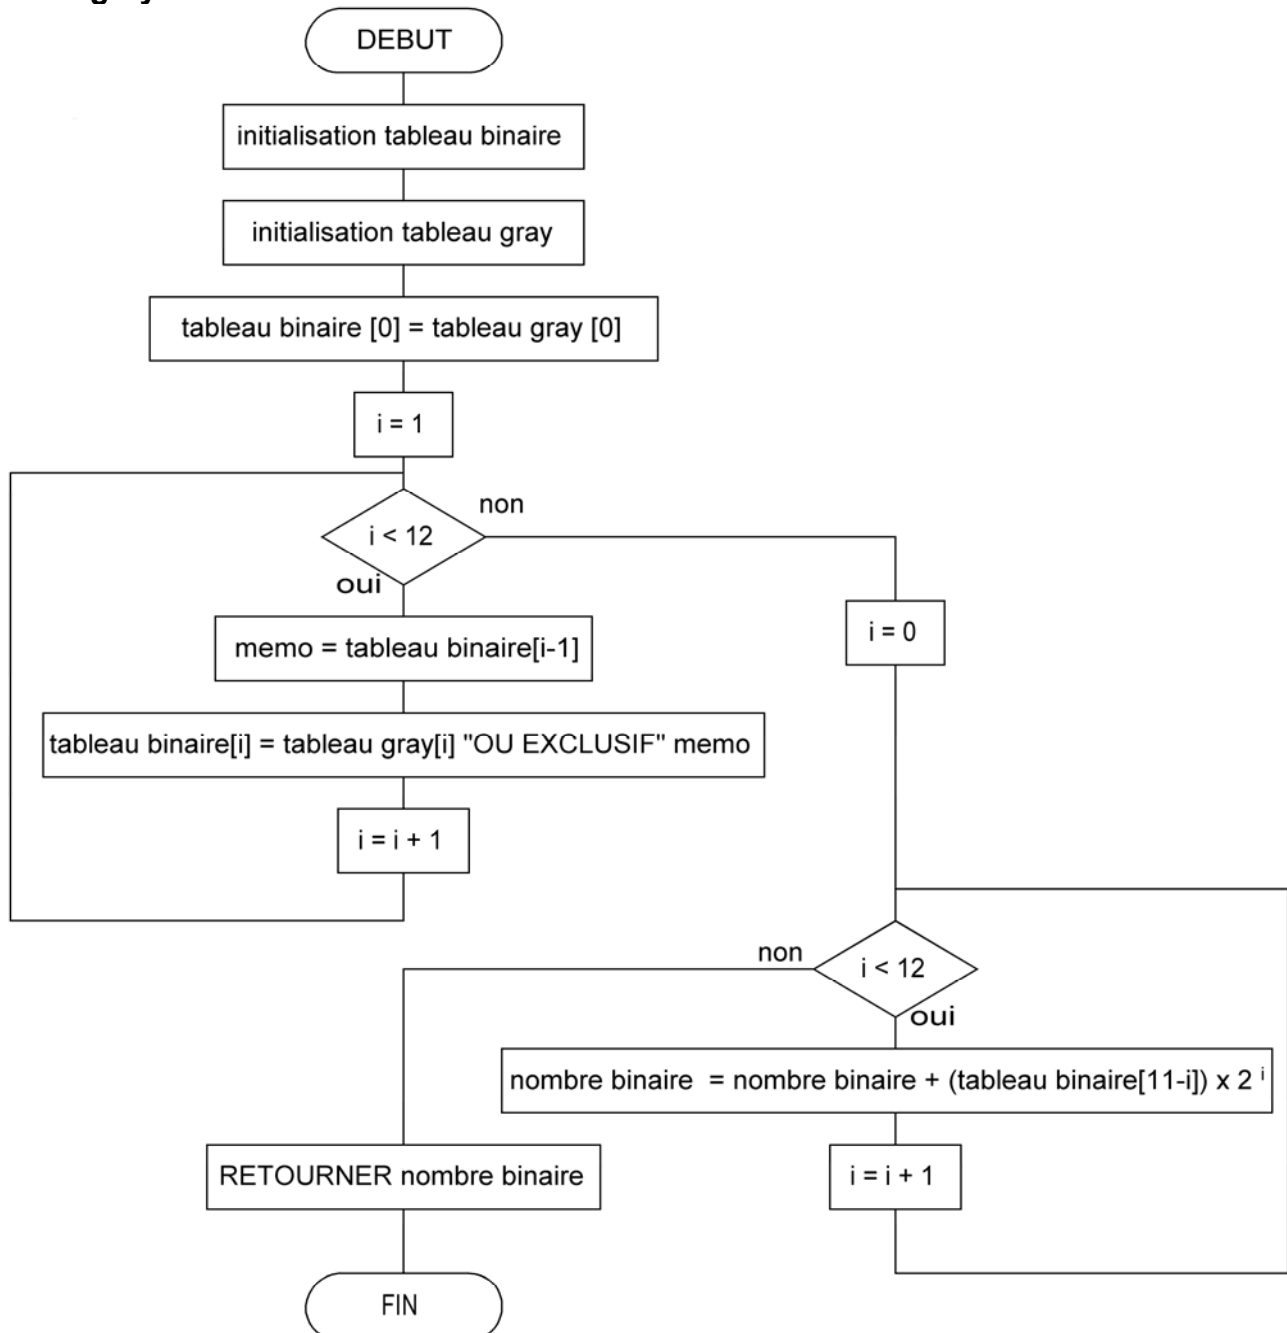 DEBUT
initialisation tableau binaire
initialisation tableau gray
tableau binaire [0] = tableau gray [0]
i = 1
i < 12
non
oui
memo = tableau binaire[i-1]
tableau binaire[i] = tableau gray[i] "OU EXCLUSIF" memo
i = i + 1
i = 0
i < 12
non
oui
nombre binaire = nombre binaire + (tableau binaire[11-i]) x 2 i
i = i + 1
RETOURNER nombre binaire
FIN